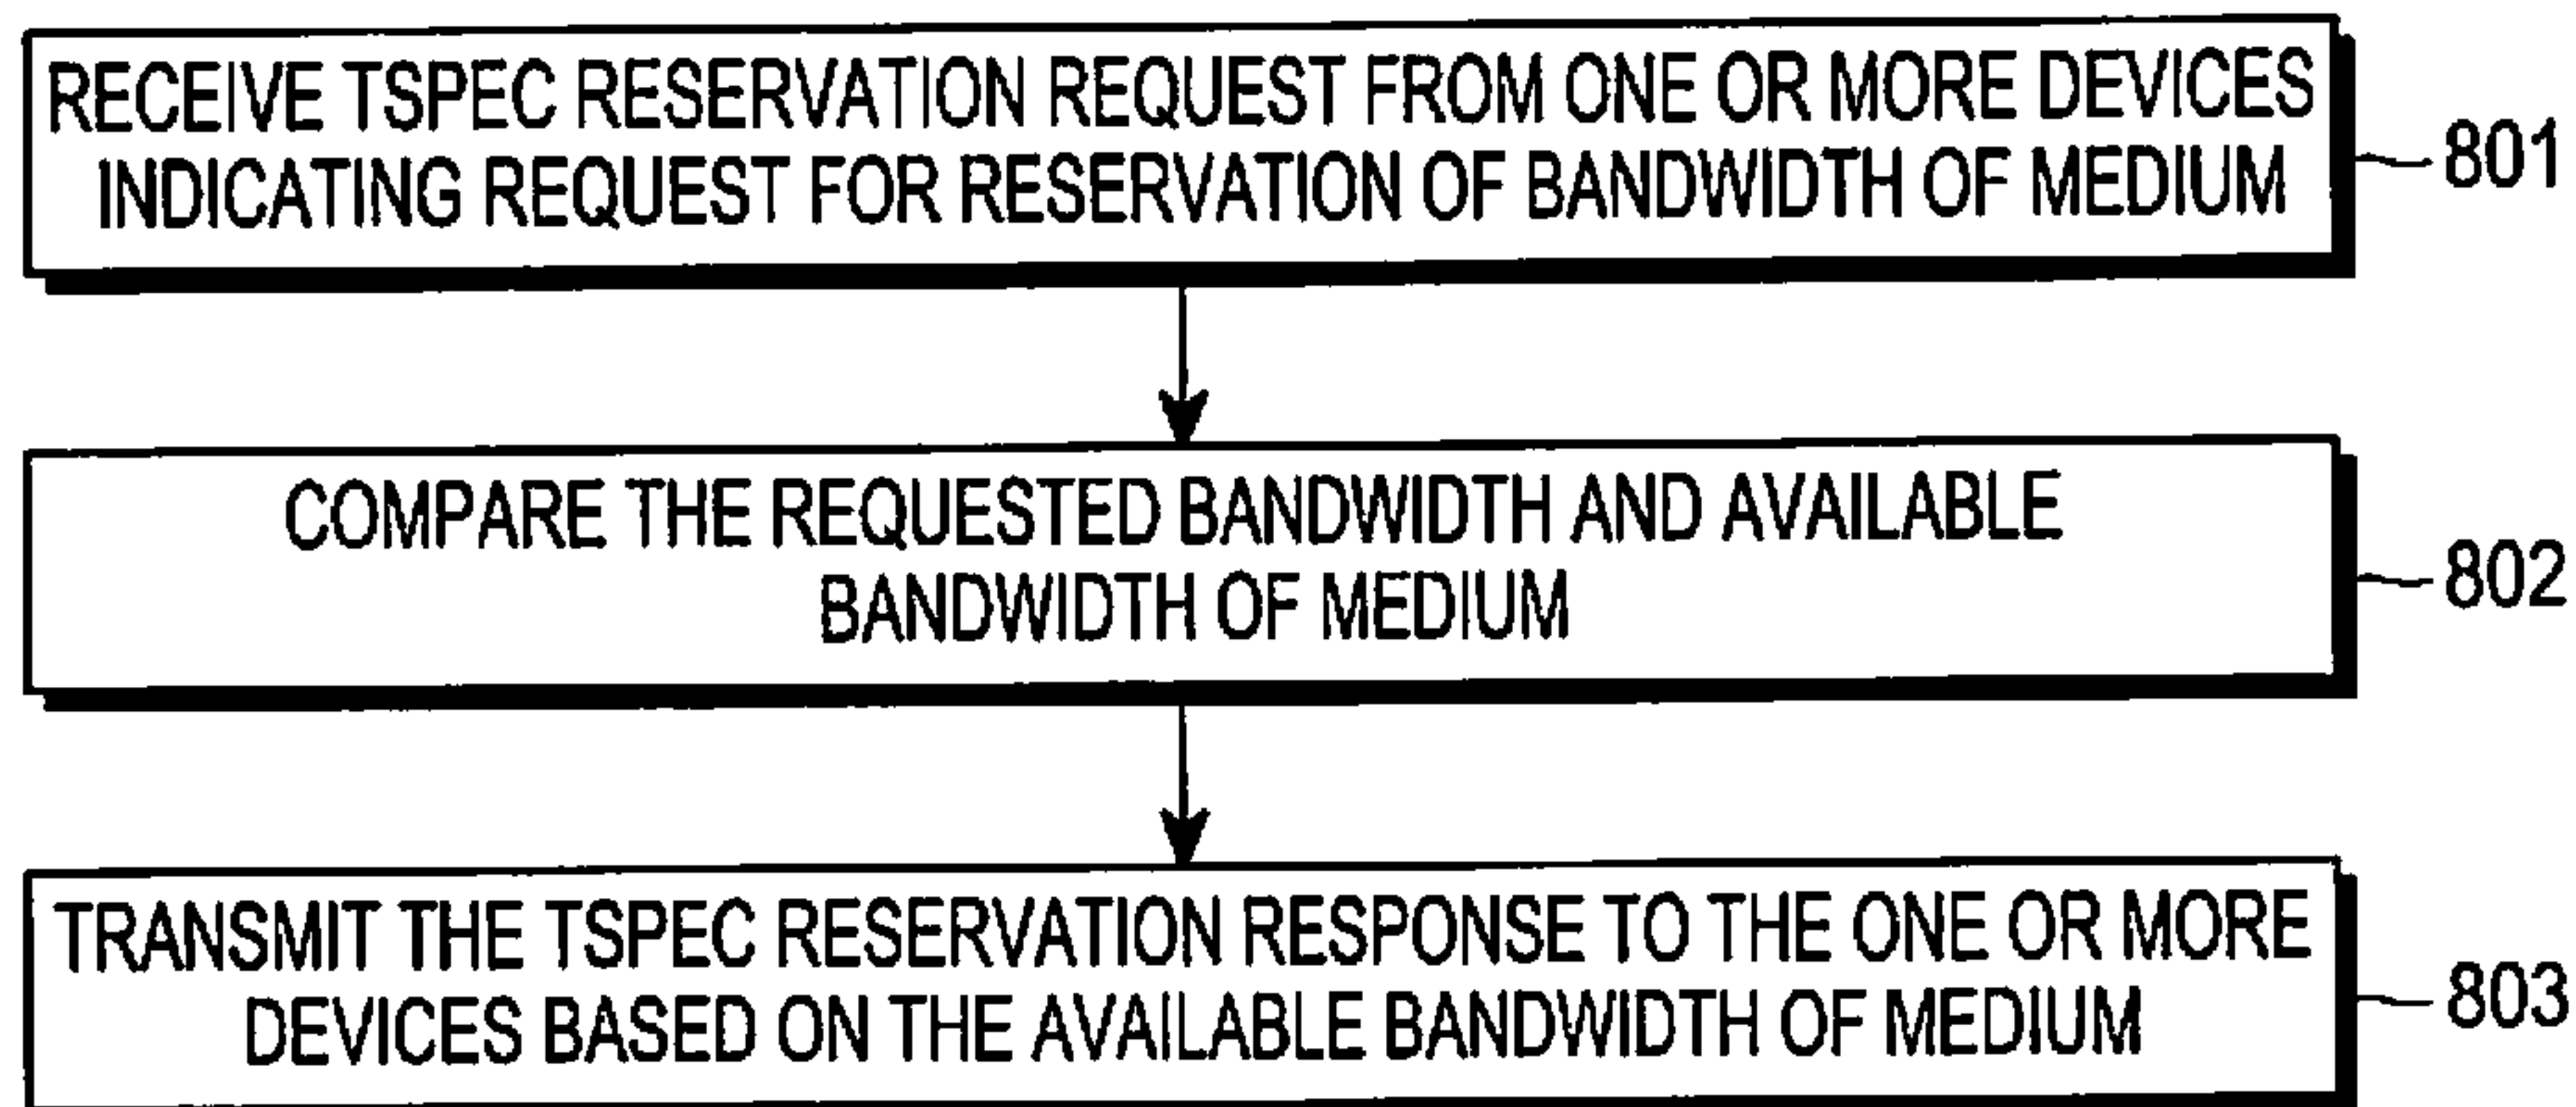 RECEIVE TSPEC RESERVATION REQUEST FROM ONE OR MORE DEVICES
INDICATING REQUEST FOR RESERVATION OF BANDWIDTH OF MEDIUM
801
COMPARE THE REQUESTED BANDWIDTH AND AVAILABLE
BANDWIDTH OF MEDIUM
802
TRANSMIT THE TSPEC RESERVATION RESPONSE TO THE ONE OR MORE
DEVICES BASED ON THE AVAILABLE BANDWIDTH OF MEDIUM
803